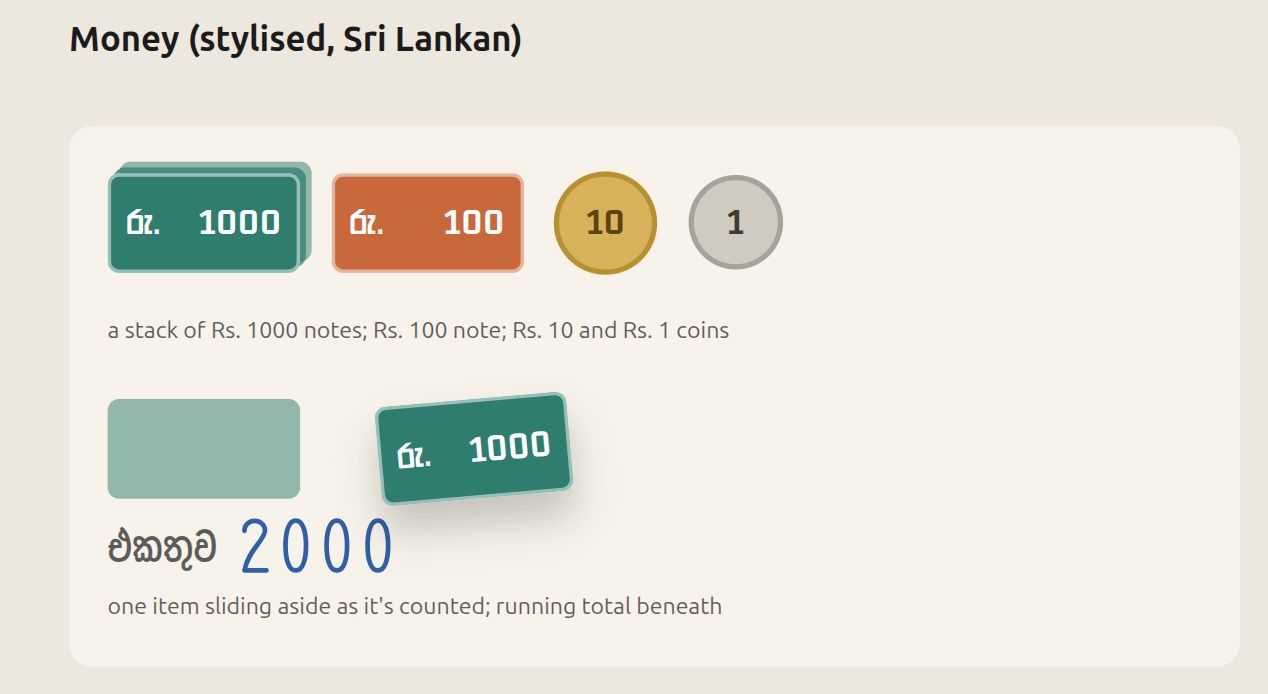 Money (stylised, Sri Lankan)
රු. 1000 රු. 100 10 1
a stack of Rs. 1000 notes; Rs. 100 note; Rs. 10 and Rs. 1 coins
රු. 1000
එකතුව 2000
one item sliding aside as it's counted; running total beneath